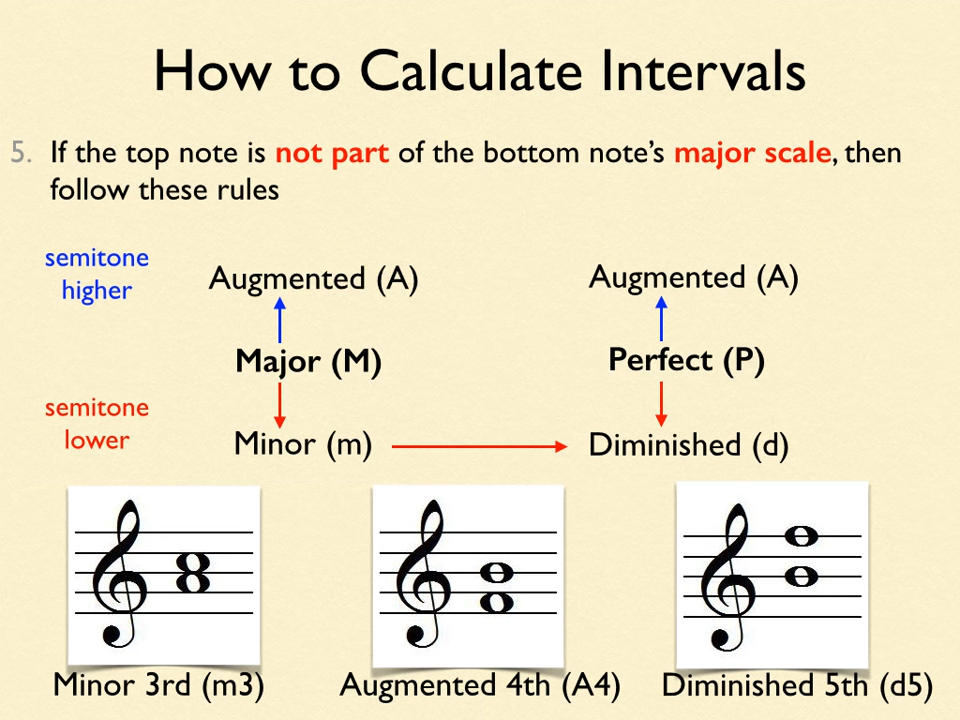 How to Calculate Intervals
5. If the top note is not part of the bottom note’s major scale, then
follow these rules
semitone
higher
Augmented (A)
Augmented (A)
Major (M)
Perfect (P)
semitone
lower
Minor (m)
Diminished (d)
Minor 3rd (m3)
Augmented 4th (A4)
Diminished 5th (d5)